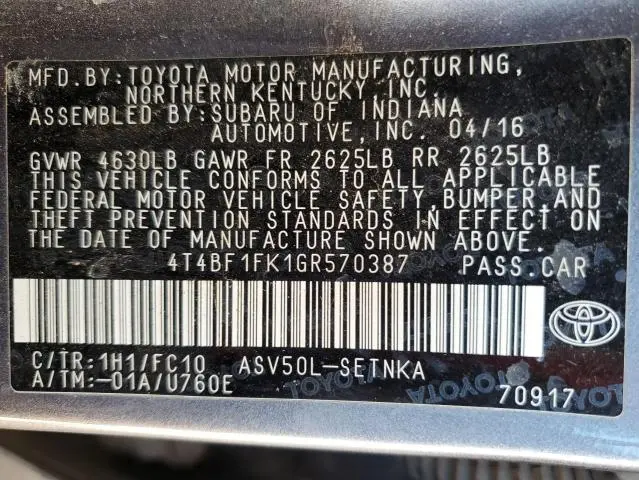 MFD.BY:TOYOTA MOTOR MANUFACTURING,
NORTHERN KENTUCKY,INC.
ASSEMBLED BY:SUBARU OF INDIANA
AUTOMOTIVE,INC. 04/16
GVWR 4630LB GAWR FR 2625LB RR 2625LB
THIS VEHICLE CONFORMS TO ALL APPLICABLE
FEDERAL MOTOR VEHICLE SAFETY,BUMPER,AND
THEFT PREVENTION STANDARDS IN EFFECT ON
THE DATE OF MANUFACTURE SHOWN ABOVE.
4T4BF1FK1GR570387 PASS.CAR
C/TR:1H1/FC10 ASV50L-SETNKA
A/TM:-01A/U760E
70917